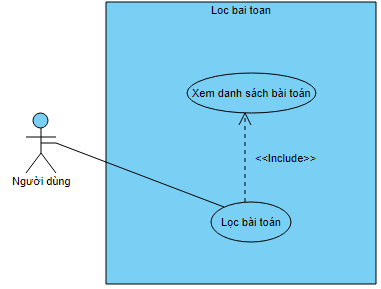 Loc bai toan
Xem danh sách bài toán
<<Include>>
Người dùng
Lọc bài toán